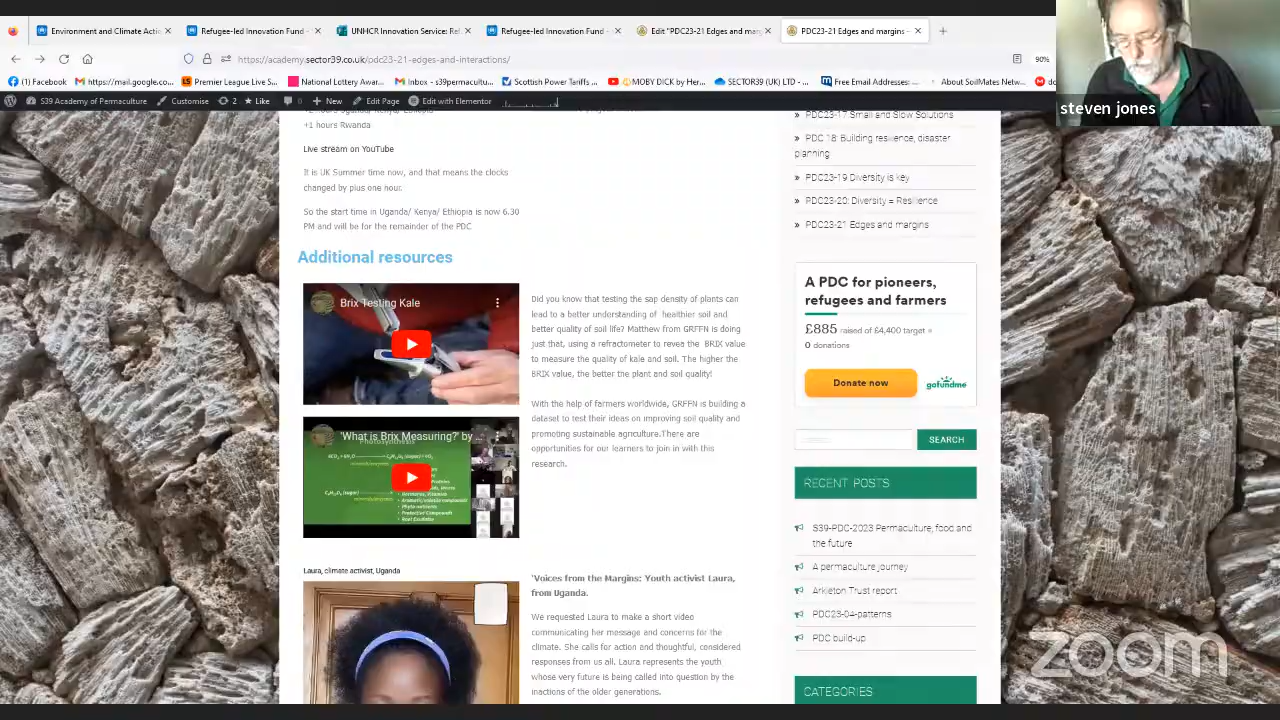 Environment and Climate Acti
Refugee-led Innovation Fund -
UNHCR Innovation Service: Ref
Refugee-led Innovation Fund -
Edit "PDC23-21 Edges and mar
PDC23-21 Edges and margins –
https://academy.sector39.co.uk/pdc23-21-edges-and-interactions/
90%
(1) Facebook
https://mail.google.co...
Premier League Live S...
National Lottery Awar...
Email - s39permacultu...
Scottish Power Tariffs ...
MOBY DICK by Her...
SECTOR39 (UK) LTD - ...
Free Email Addresses: ...
About SoilMates Netw...
S39 Academy of Permaculture
Customise
2
Like
0
New
Edit Page
Edit with Elementor
steven jones
+1 hours Rwanda
Live stream on YouTube
It is UK Summer time now, and that means the clocks
changed by plus one hour.
So the start time in Uganda/ Kenya/ Ethiopia is now 6.30
PM and will be for the remainder of the PDC
Additional resources
Brix Testing Kale
Did you know that testing the sap density of plants can
lead to a better understanding of healthier soil and
better quality of soil life? Matthew from GRFFN is doing
just that, using a refractometer to revea the BRIX value
to measure the quality of kale and soil. The higher the
BRIX value, the better the plant and soil quality!
With the help of farmers worldwide, GRFFN is building a
dataset to test their ideas on improving soil quality and
promoting sustainable agriculture.There are
opportunities for our learners to join in with this
research.
'What is Brix Measuring?' by ...
Photosynthesis
Laura, climate activist, Uganda
'Voices from the Margins: Youth activist Laura,
from Uganda.
We requested Laura to make a short video
communicating her message and concerns for the
climate. She calls for action and thoughtful, considered
responses from us all. Laura represents the youth
whose very future is being called into question by the
inactions of the older generations.
PDC23-17 Small and Slow Solutions
PDC 18: Building resilience, disaster
planning
PDC23-19 Diversity is key
PDC23-20: Diversity = Resilience
PDC23-21 Edges and margins
A PDC for pioneers,
refugees and farmers
£885 raised of £4,400 target •
0 donations
Donate now
gofundme
SEARCH
RECENT POSTS
S39-PDC-2023 Permaculture, food and
the future
A permaculture journey
Arkleton Trust report
PDC23-04-patterns
PDC build-up
CATEGORIES
zoom